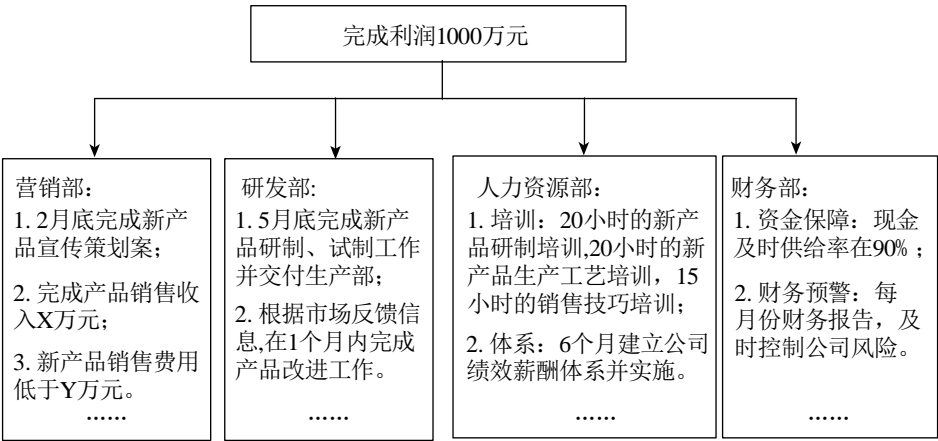 完成利润1000万元
营销部：
1. 2月底完成新产
品宣传策划案；
2. 完成产品销售收
入X万元；
3. 新产品销售费用
低于Y万元。
……
研发部:
1. 5月底完成新产
品研制、试制工作
并交付生产部；
2. 根据市场反馈信
息,在1个月内完成
产品改进工作。
……
人力资源部：
1. 培训：20小时的新产
品研制培训,20小时的新
产品生产工艺培训，15
小时的销售技巧培训；
2. 体系：6个月建立公司
绩效薪酬体系并实施。
……
财务部：
1. 资金保障：现金
及时供给率在90%；
2. 财务预警：每
月份财务报告，及
时控制公司风险。
……